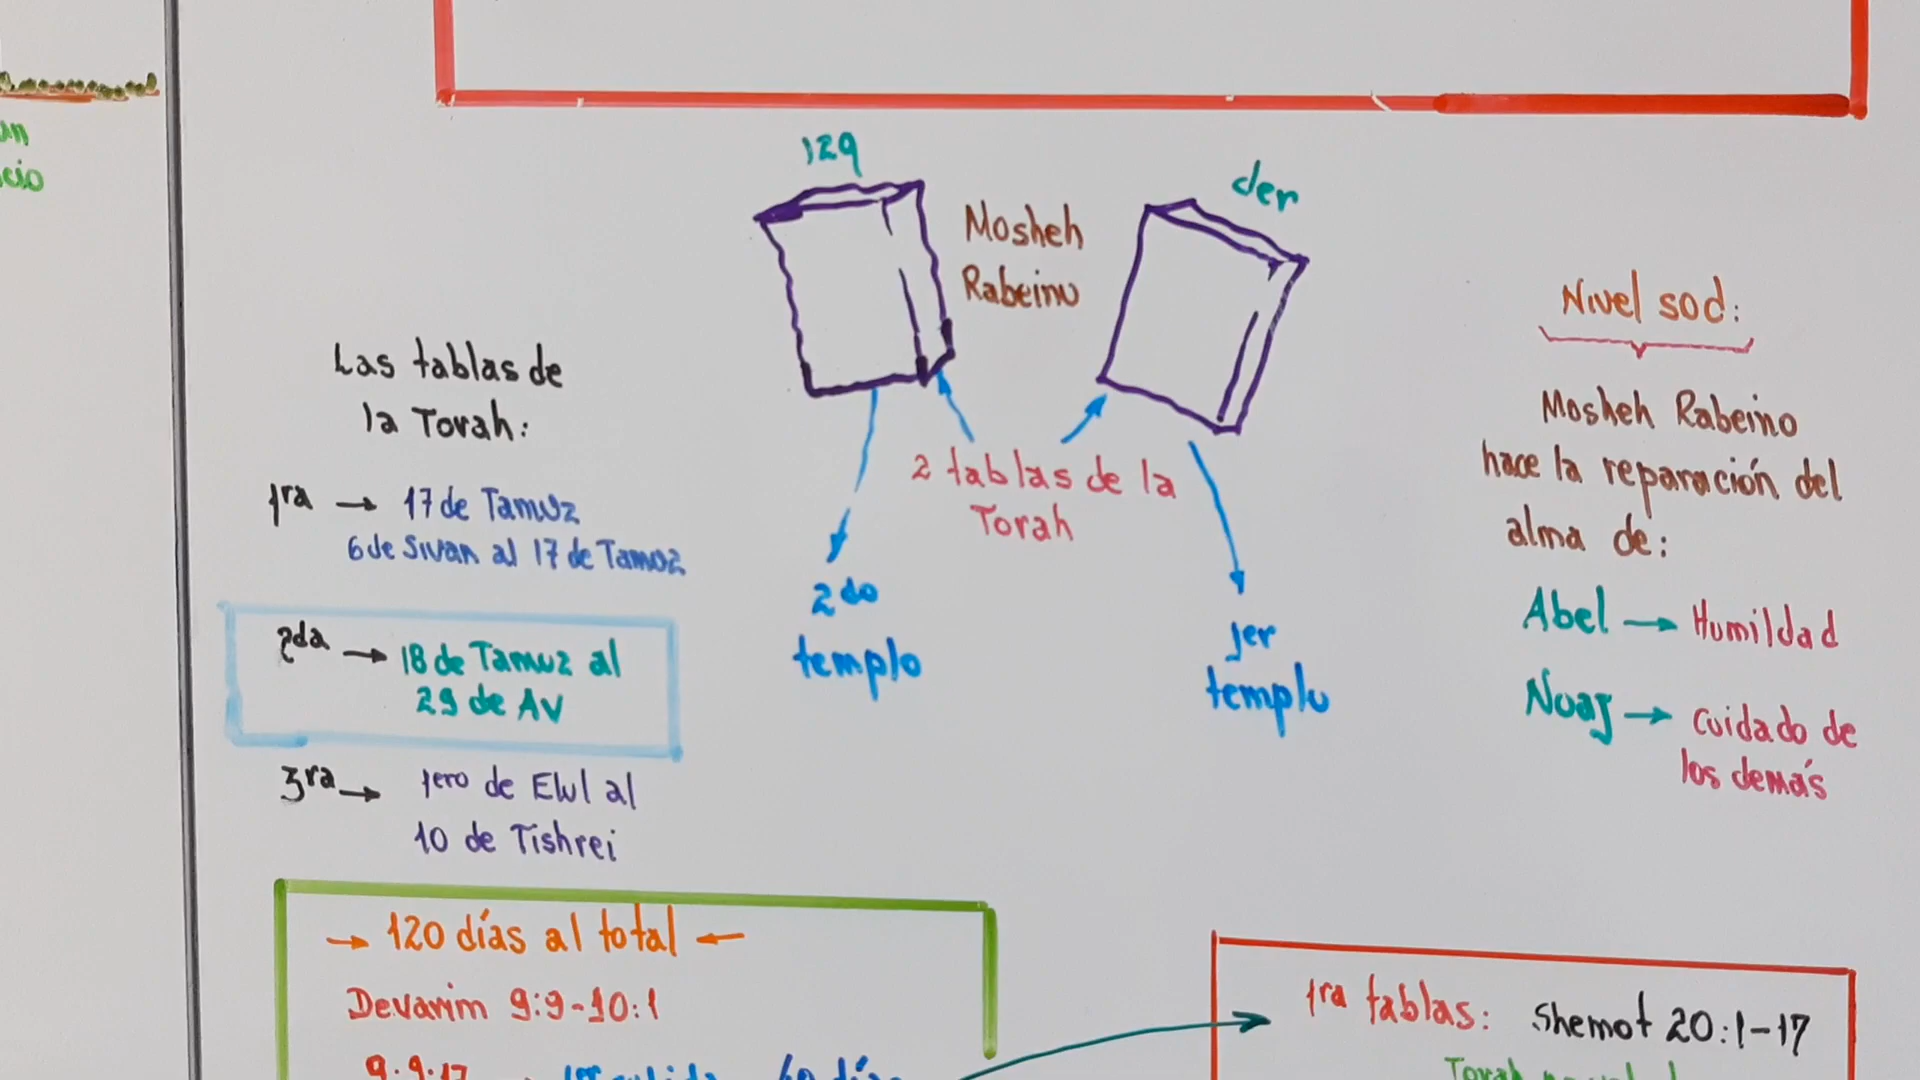 izq
der
Mosheh
Rabeinu
2 tablas de la
Torah
2do
templo
1er
templo
Las tablas de
la Torah:
1ra → 17 de Tamuz
6 de Sivan al 17 de Tamuz
2da → 18 de Tamuz al
29 de Av
3ra → 1ero de Elul al
10 de Tishrei
→ 120 días al total ←
Devarim 9:9-10:1
Nivel sod:
Mosheh Rabeino
hace la reparación del
alma de:
Abel → Humildad
Noaj → cuidado de
los demás
1ra tablas: Shemot 20:1-17